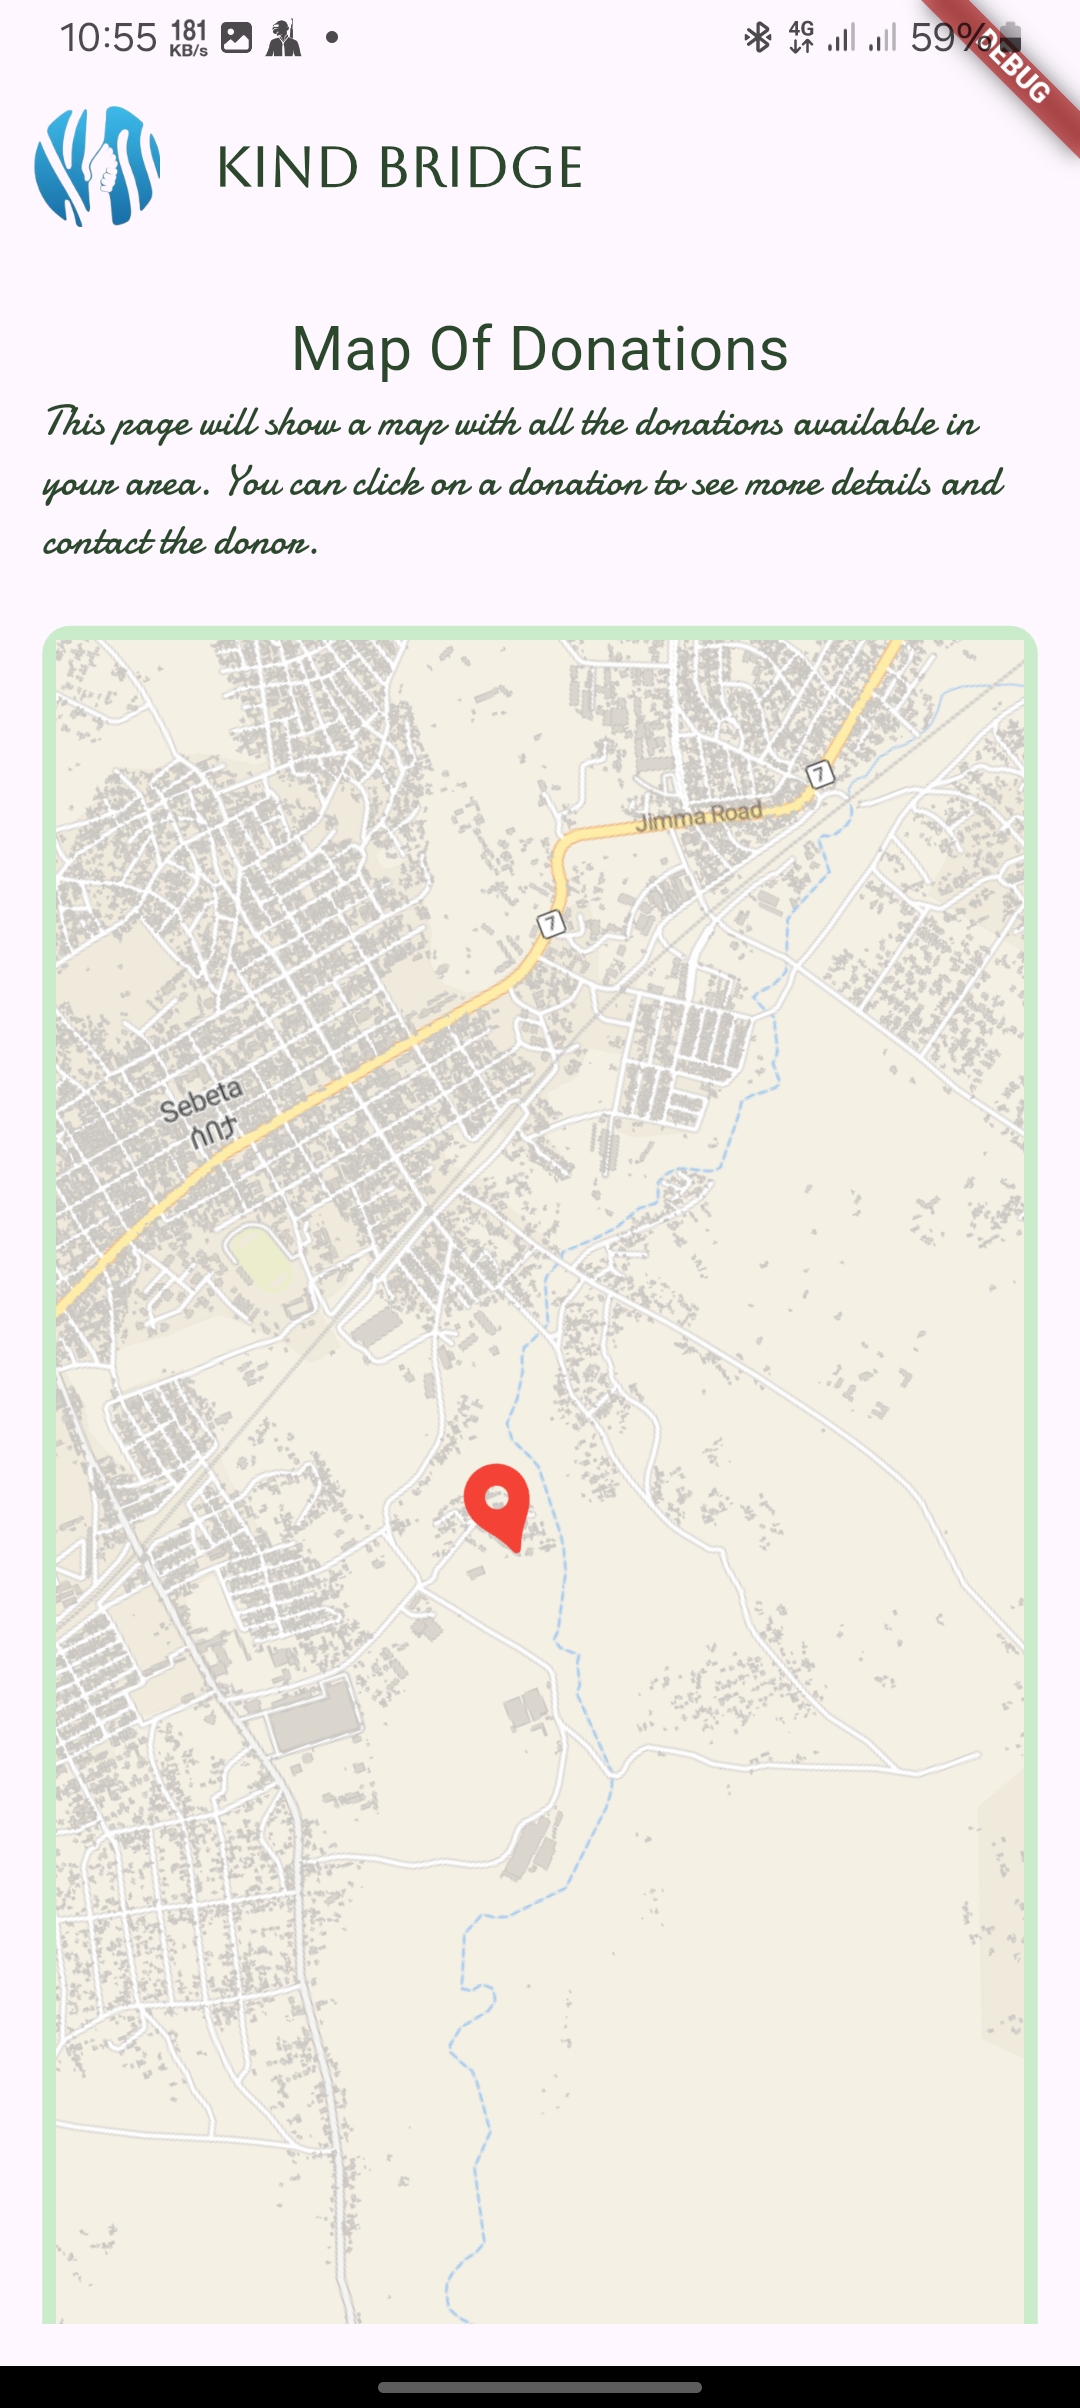 10:55 181 KB/s 4G 59%
DEBUG
KIND BRIDGE
Map Of Donations
This page will show a map with all the donations available in
your area. You can click on a donation to see more details and
contact the donor.
7
Jimma Road
7
Sebeta
ሰበታ